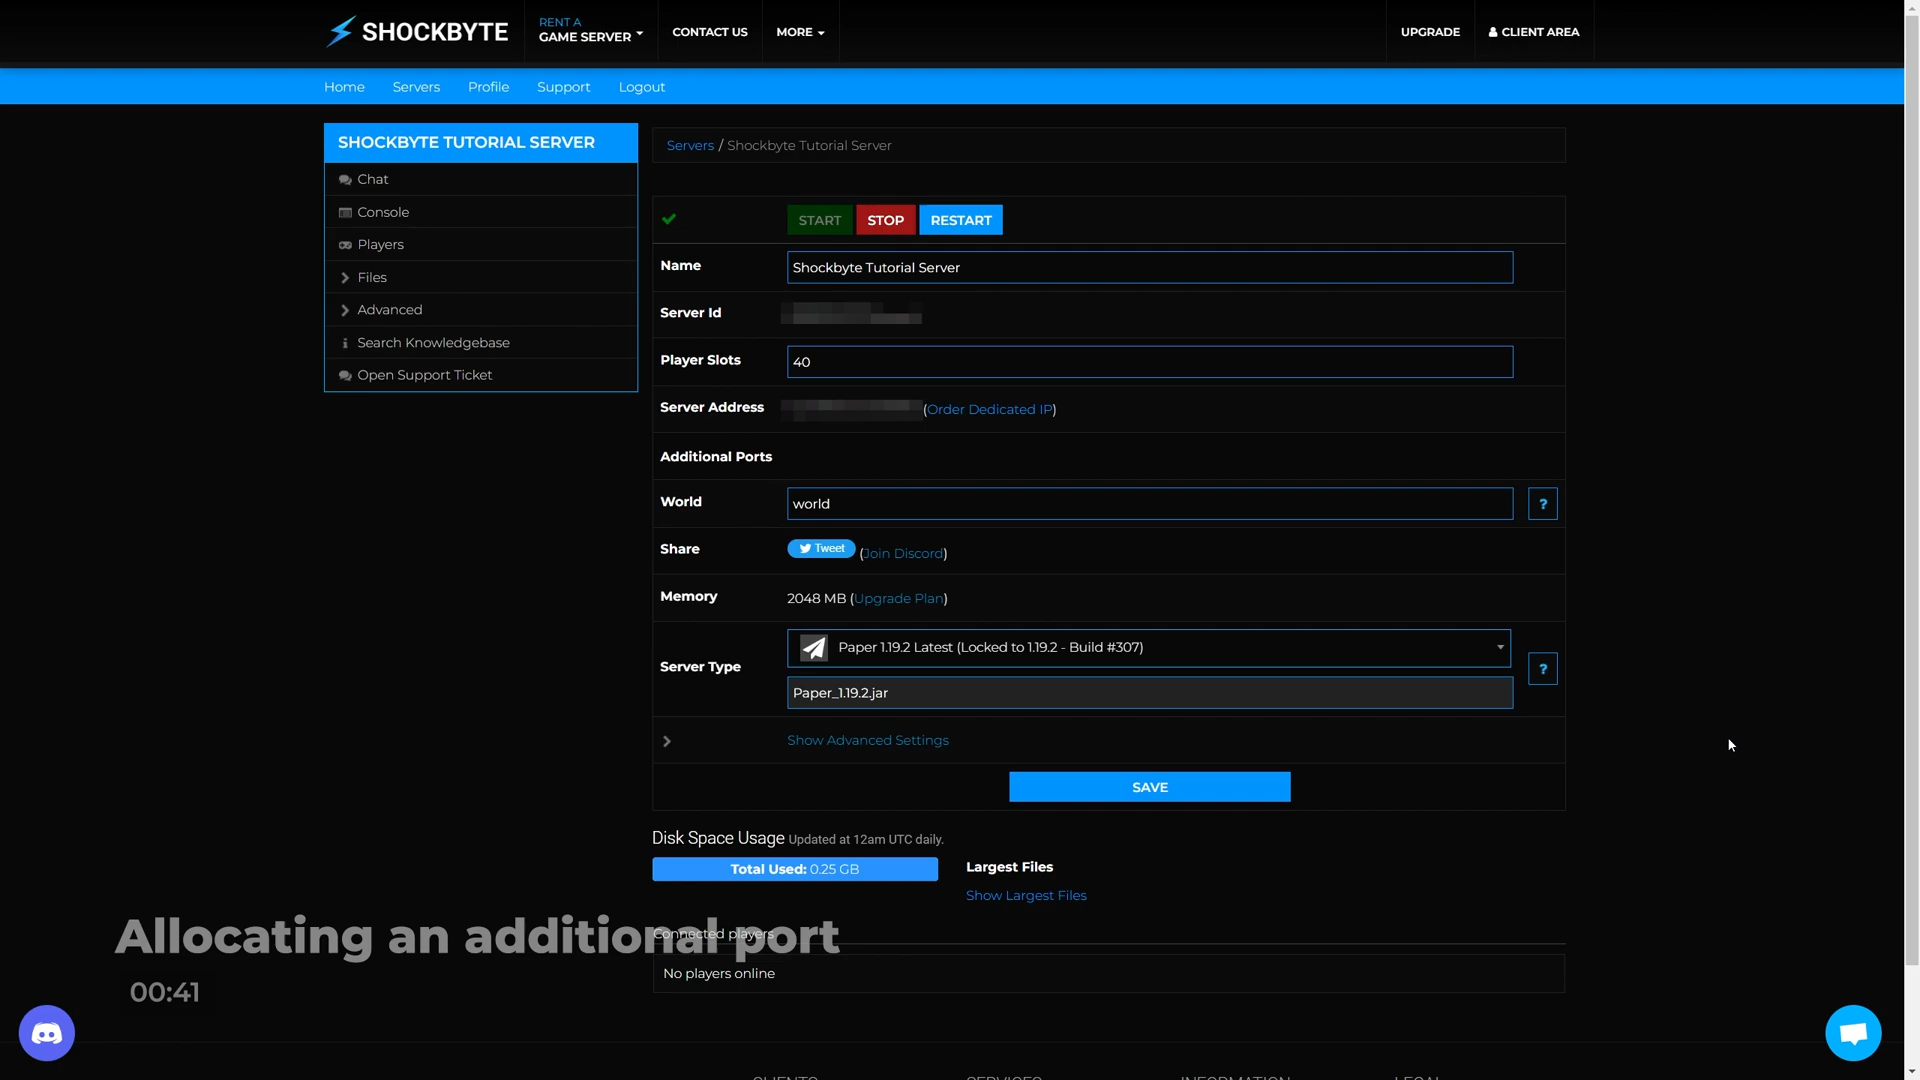 SHOCKBYTE
RENT A
GAME SERVER
CONTACT US
MORE
UPGRADE
CLIENT AREA
Home
Servers
Profile
Support
Logout
SHOCKBYTE TUTORIAL SERVER
Chat
Console
Players
Files
Advanced
Search Knowledgebase
Open Support Ticket
Servers / Shockbyte Tutorial Server
START
STOP
RESTART
Name
Shockbyte Tutorial Server
Server Id
Player Slots
40
Server Address
(Order Dedicated IP)
Additional Ports
World
world
?
Share
Tweet
(Join Discord)
Memory
2048 MB (Upgrade Plan)
Server Type
Paper 1.19.2 Latest (Locked to 1.19.2 - Build #307)
Paper_1.19.2.jar
?
Show Advanced Settings
SAVE
Disk Space Usage Updated at 12am UTC daily.
Total Used: 0.25 GB
Largest Files
Show Largest Files
Connected players
Allocating an additional port
No players online
00:41
CLIENTS
SERVICES
INFORMATION
LEGAL